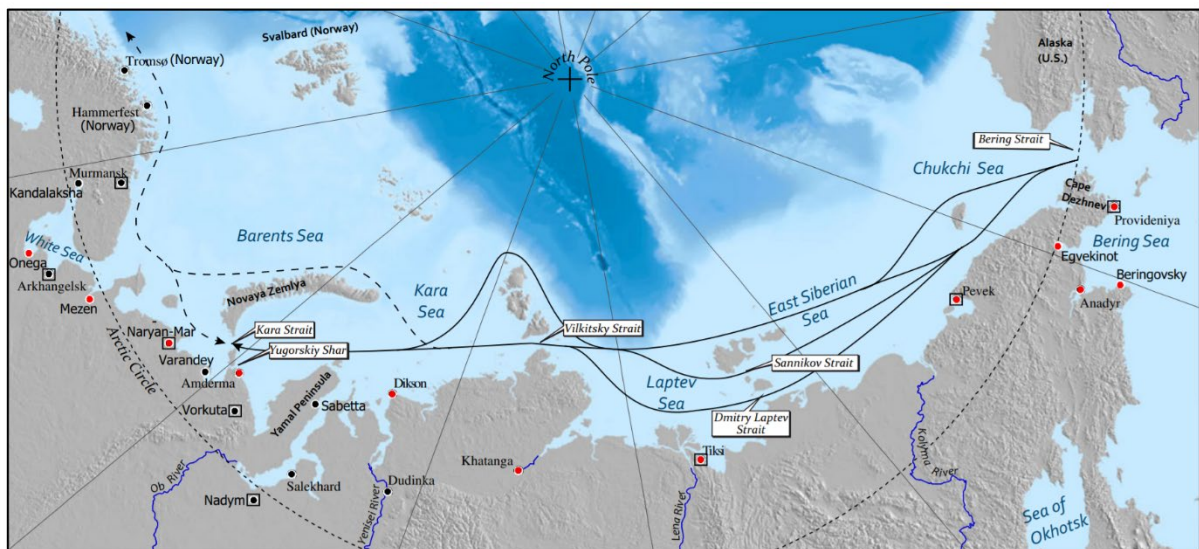 Svalbard (Norway)
North Pole
Alaska
(U.S.)
Tromsø (Norway)
Hammerfest
(Norway)
Bering Strait
Chukchi Sea
Murmansk
Kandalaksha
Cape
Dezhnev
Provideniya
White Sea
Barents Sea
Bering Sea
Onega
Egvekinot
Arkhangelsk
Beringovsky
Mezen
Novaya Zemlya
Kara
Sea
East Siberian
Sea
Pevek
Anadyr
Naryan-Mar
Kara Strait
Vilkitsky Strait
Varandey
Yugorskiy Shar
Sannikov Strait
Arctic Circle
Amderma
Laptev
Sea
Yamal Peninsula
Dikson
Vorkuta
Sabetta
Dmitry Laptev
Strait
Kolyma
River
Khatanga
Tiksi
Ob River
Salekhard
Dudinka
Nadym
Yenisei River
Lena River
Sea of
Okhotsk